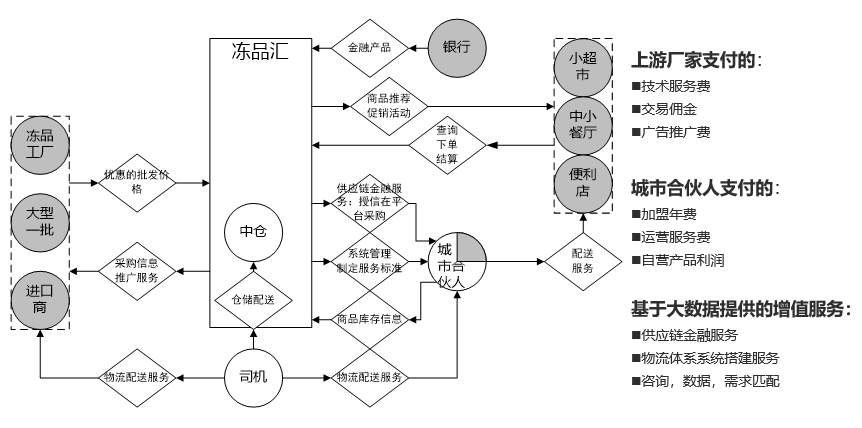 冻品汇
金融产品
银行
小超
市
中小
餐厅
便利
店
商品推荐
促销活动
查询
下单
结算
冻品
工厂
大型
一批
进口
商
优惠的批发价
格
采购信息
推广服务
中仓
仓储配送
供应链金融服
务：授信在平
台采购
系统管理
制定服务标准
商品库存信息
城
市合
伙人
配送
服务
物流配送服务
司机
物流配送服务
上游厂家支付的：
■技术服务费
■交易佣金
■广告推广费
城市合伙人支付的：
■加盟年费
■运营服务费
■自营产品利润
基于大数据提供的增值服务：
■供应链金融服务
■物流体系系统搭建服务
■咨询，数据，需求匹配